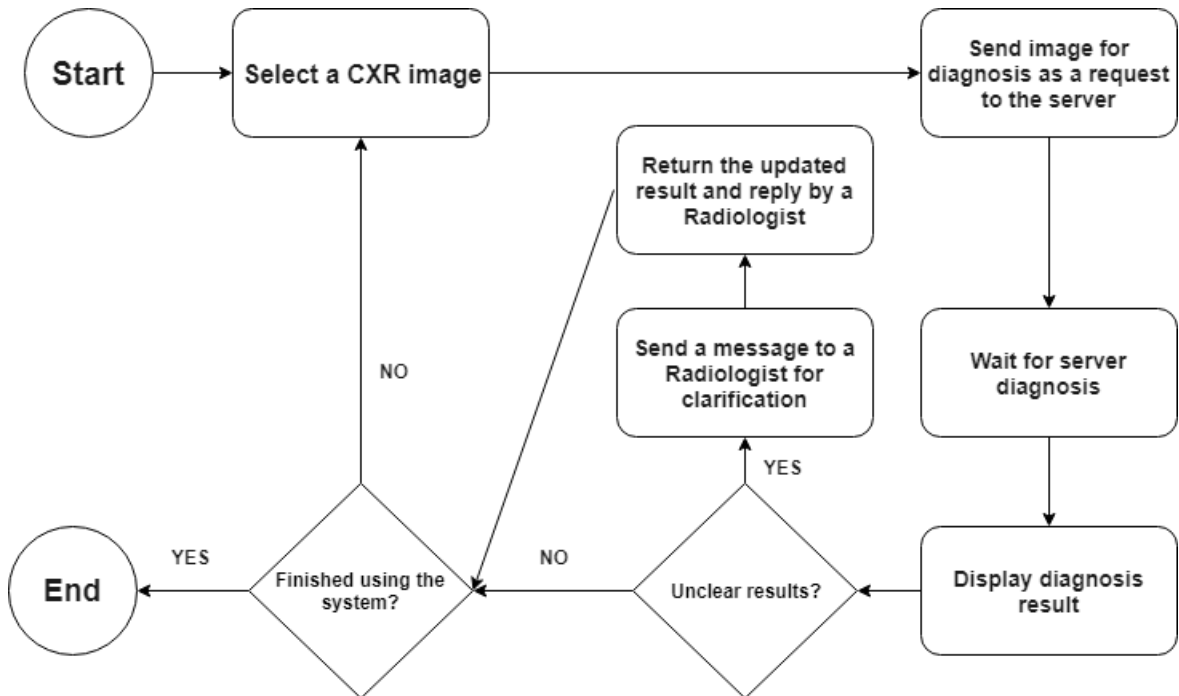 Start
Select a CXR image
Send image for
diagnosis as a request
to the server
Return the updated
result and reply by a
Radiologist
Send a message to a
Radiologist for
clarification
Wait for server
diagnosis
NO
YES
YES
NO
End
Finished using the
system?
Unclear results?
Display diagnosis
result